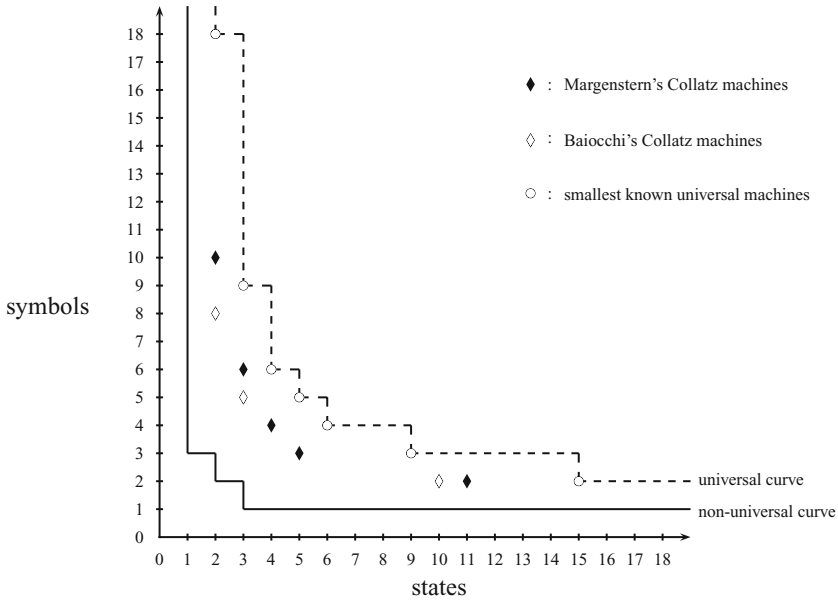 18
17
16
15
14
13
12
11
10
9
8
7
6
5
4
3
2
1
0
symbols
: Margenstern's Collatz machines
: Baiocchi's Collatz machines
: smallest known universal machines
universal curve
non-universal curve
0 1 2 3 4 5 6 7 8 9 10 11 12 13 14 15 16 17 18
states